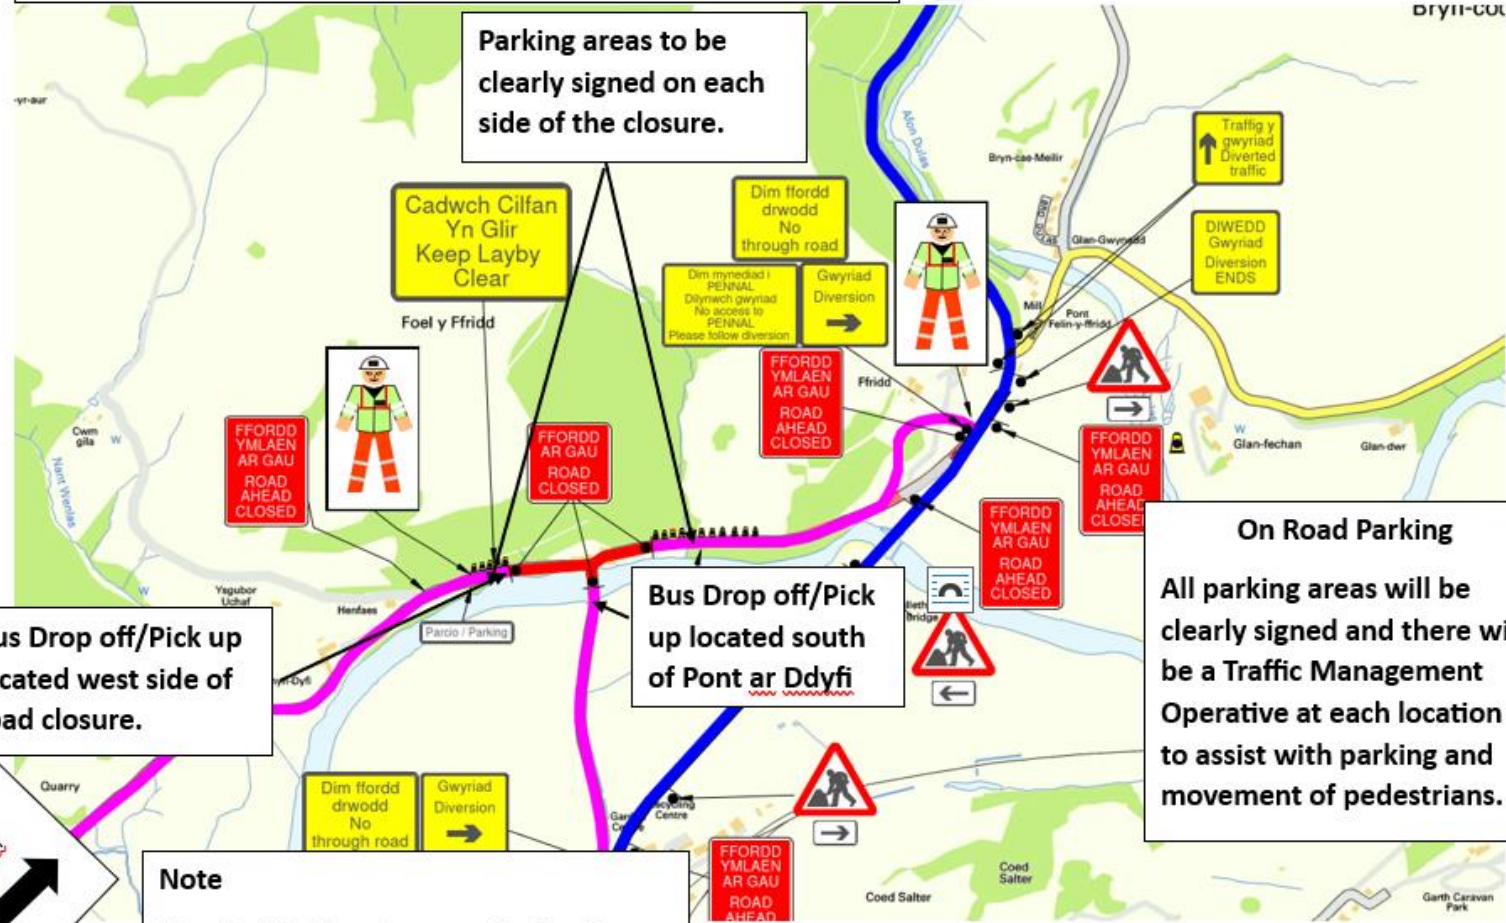 Bryn-cou
Parking areas to be
clearly signed on each
side of the closure.
-yr-aur
Afon Dulas
Bryn-cae-Meilir
Traffig y
gwyriad
Diverted
traffic
Cadwch Cilfan
Yn Glir
Keep Layby
Clear
Dim ffordd
drwodd
No
through road
Glan-Gwynedd
DIWEDD
Gwyriad
Diversion
ENDS
Dim mynediad i
PENNAL
Dilynwch gwyriad
No access to
PENNAL
Please follow diversion
Gwyriad
Diversion
Foel y Ffridd
Mill
Pont
Felin-y-ffridd
FFORDD
YMLAEN
AR GAU
ROAD
AHEAD
CLOSED
Ffridd
Cwm
gila
W
FFORDD
YMLAEN
AR GAU
ROAD
AHEAD
CLOSED
FFORDD
AR GAU
ROAD
CLOSED
FFORDD
YMLAEN
AR GAU
ROAD
AHEAD
CLOSE
W
Glan-fechan
Glan-dwr
Nant Wenlas
FFORDD
YMLAEN
AR GAU
ROAD
AHEAD
CLOSED
On Road Parking
All parking areas will be
clearly signed and there wi
be a Traffic Management
Operative at each location
to assist with parking and
movement of pedestrians.
W
Ysgubor
Uchaf
Henfaes
Parcio / Parking
Bus Drop off/Pick
up located south
of Pont ar Ddyfi
lleth
Bridge
us Drop off/Pick up
cated west side of
ad closure.
yn-Dyfi
Quarry
Dim ffordd
drwodd
No
through road
Gwyriad
Diversion
Centre
FFORDD
YMLAEN
AR GAU
ROAD
AHEAD
Coed
Salter
Coed Salter
Garth Caravan
Park
Note